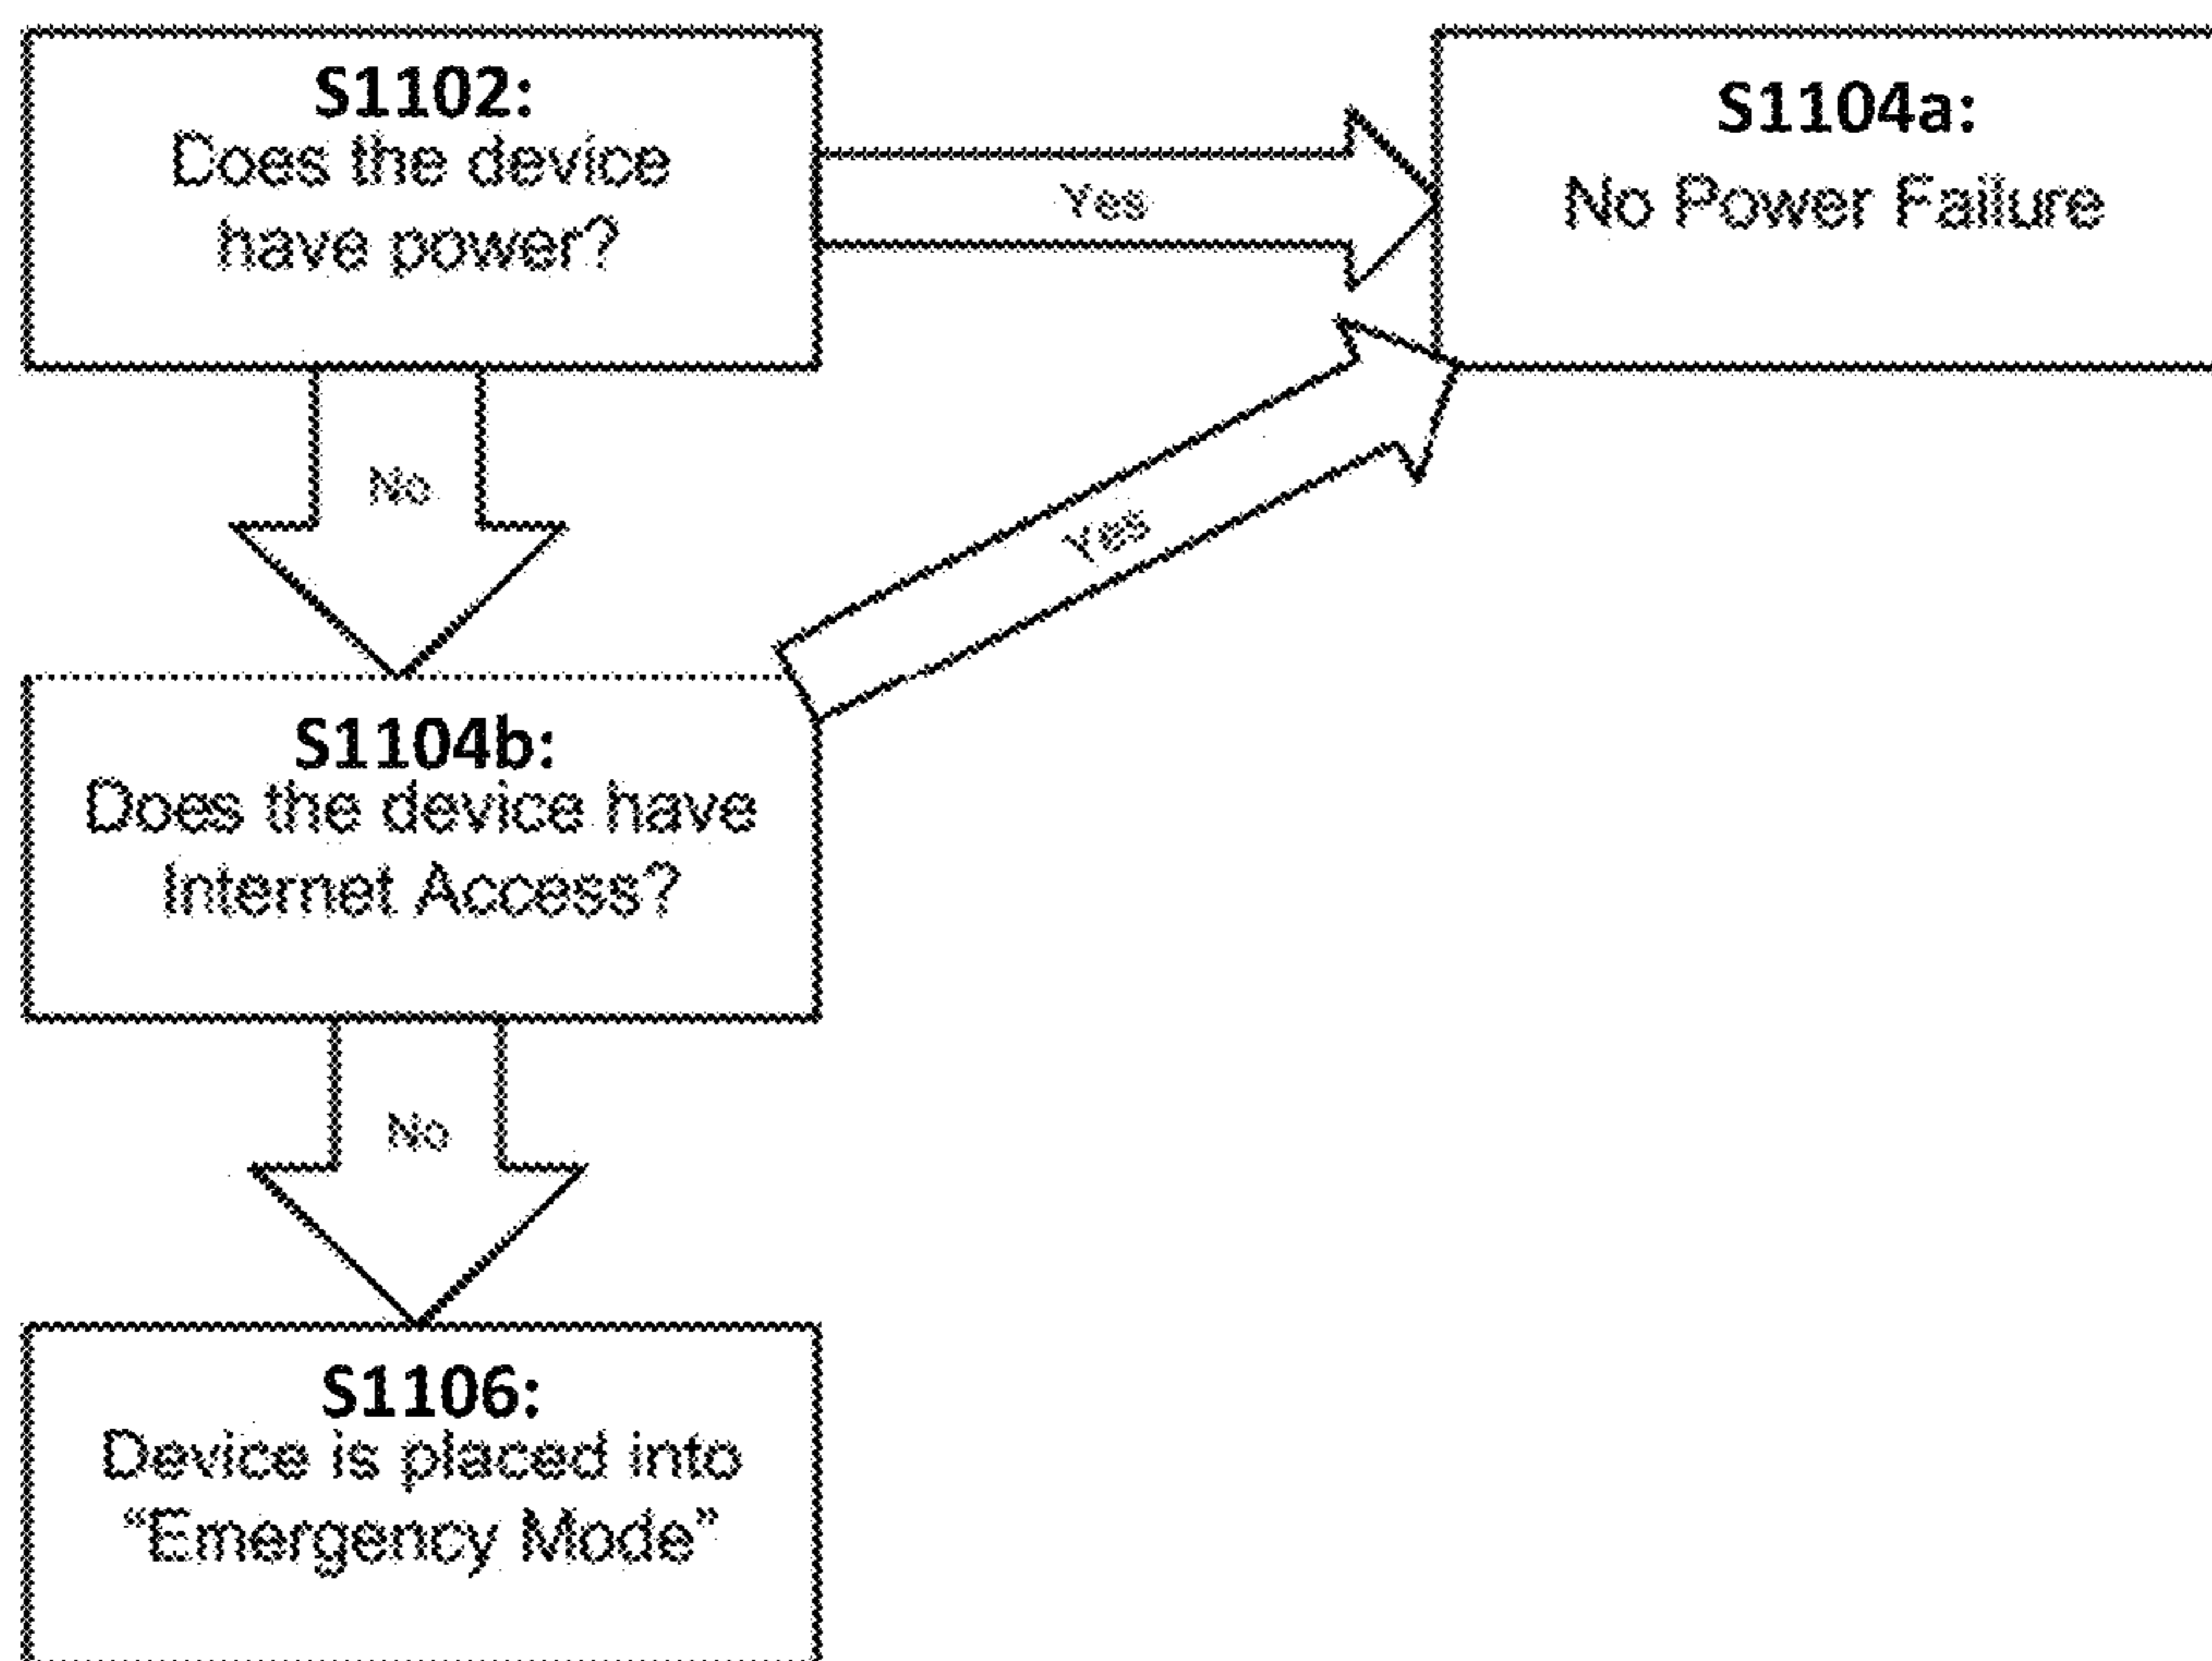 S1102:
Does the device
have power?
Yes
S1104a:
No Power Failure
No
Yes
S1104b:
Does the device have
Internet Access?
No
S1106:
Device is placed into
“Emergency Mode”